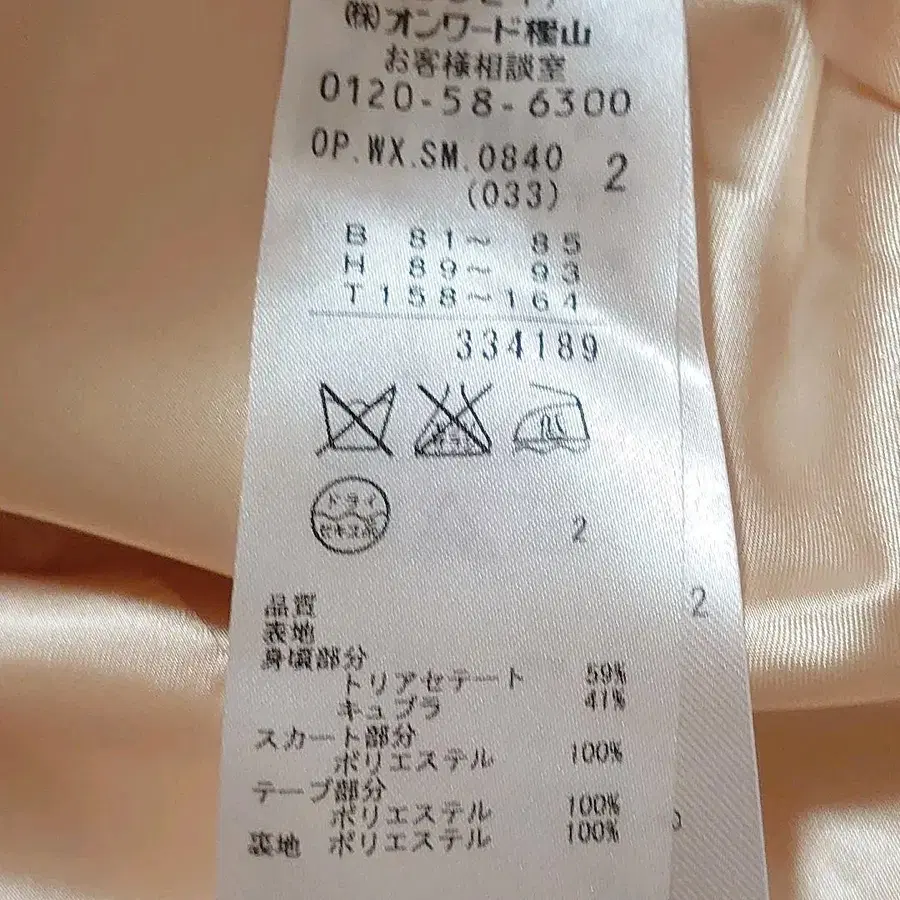 ㈱オンワード樫山
お客様相談室
0120-58-6300
OP.WX.SM.0840 2
(033)
B 81～ 85
H 89～ 93
T158～164
334189
ドライ
セキユ系
2
2
品質
表地
身頃部分
トリアセテート 59%
キュプラ 41%
スカート部分
ポリエステル 100%
テープ部分
ポリエステル 100%
裏地 ポリエステル 100%